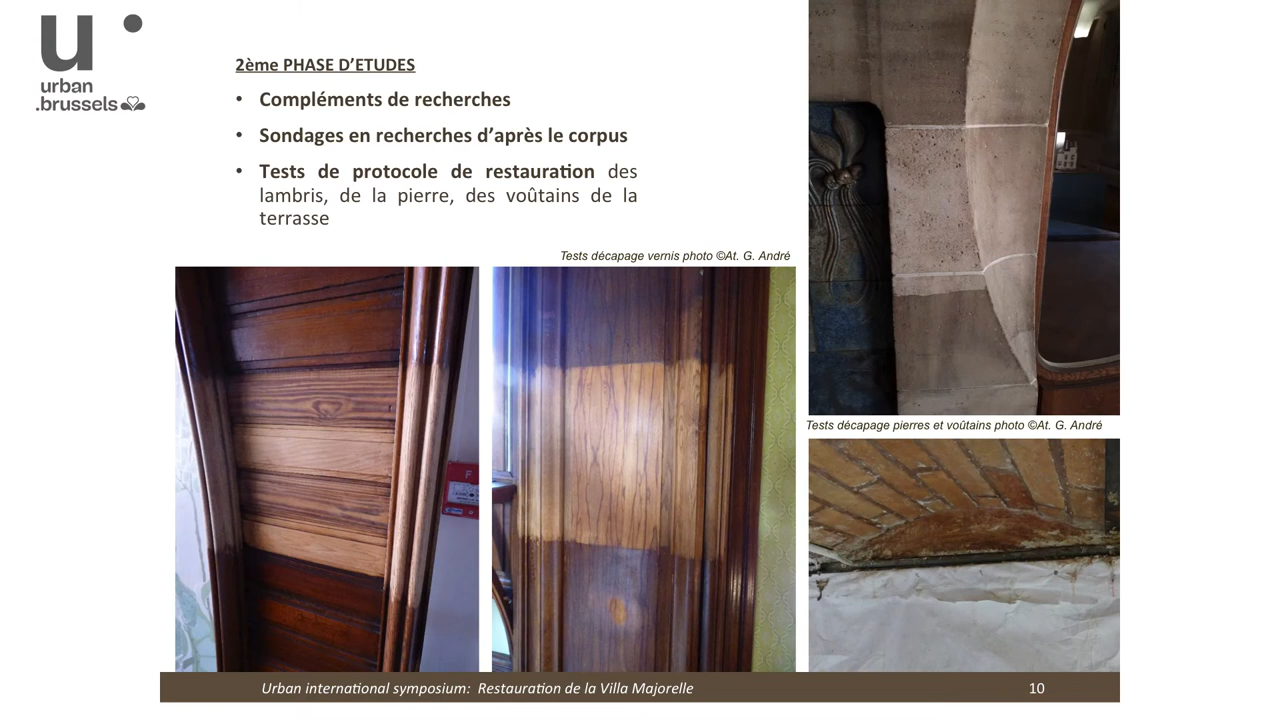 urban
.brussels
2ème PHASE D’ETUDES
• Compléments de recherches
• Sondages en recherches d’après le corpus
• Tests de protocole de restauration des
lambris, de la pierre, des voûtains de la
terrasse
Tests décapage vernis photo ©At. G. André
F
Tests décapage pierres et voûtains photo ©At. G. André
Urban international symposium: Restauration de la Villa Majorelle
10